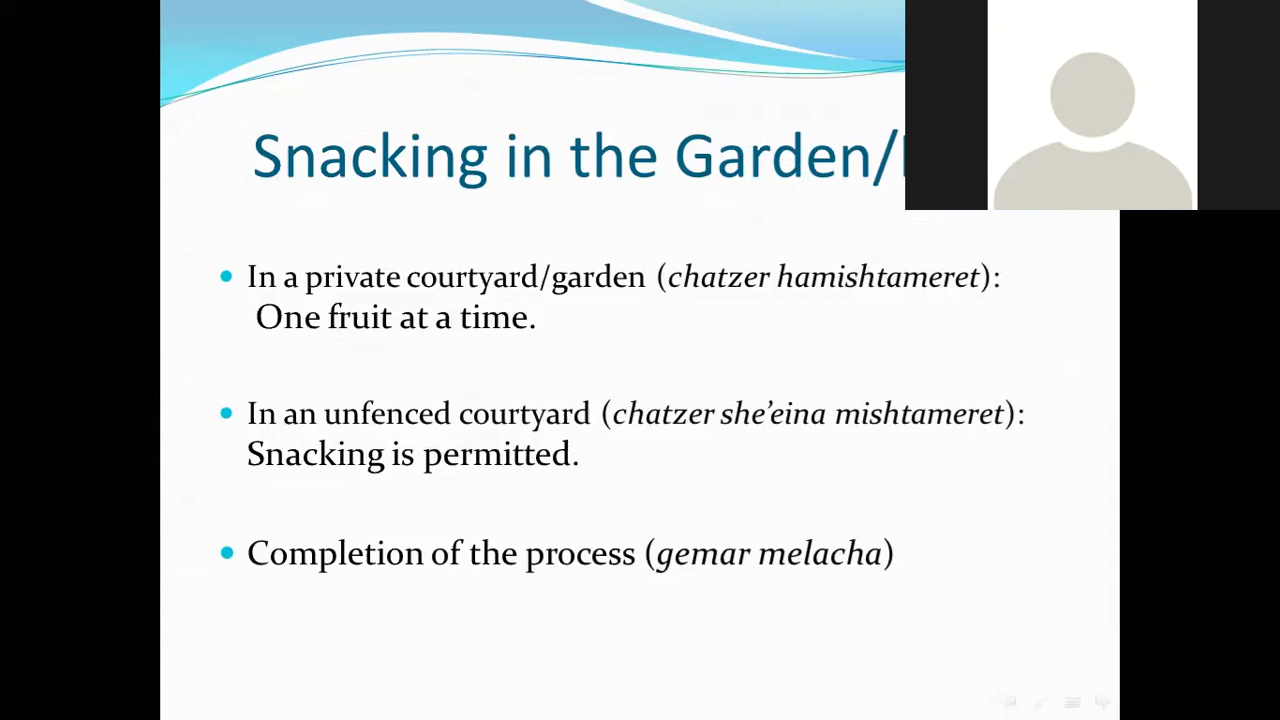 Snacking in the Garden/
In a private courtyard/garden (chatzer hamishtameret):
One fruit at a time.
In an unfenced courtyard (chatzer she’eina mishtameret):
Snacking is permitted.
Completion of the process (gemar melacha)